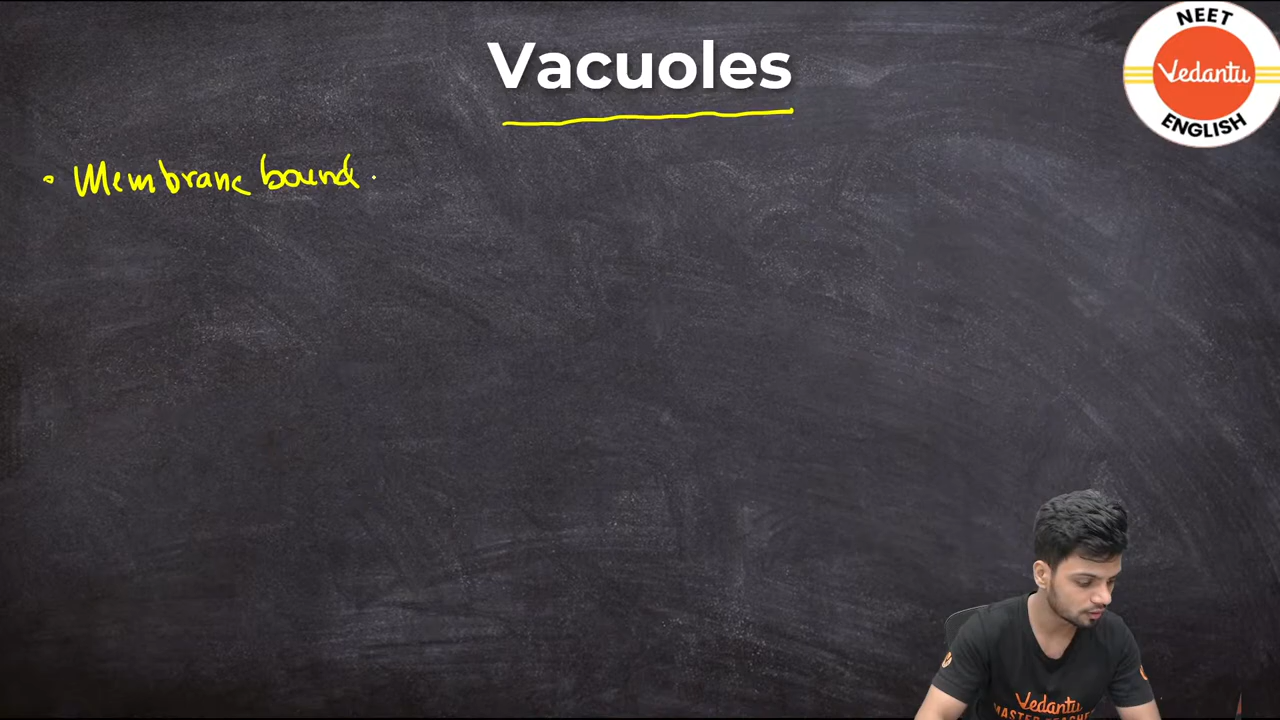 Vacuoles
NEET
Vedantu
ENGLISH
• Membrane bound.
Vedantu
MASTER TEACHER